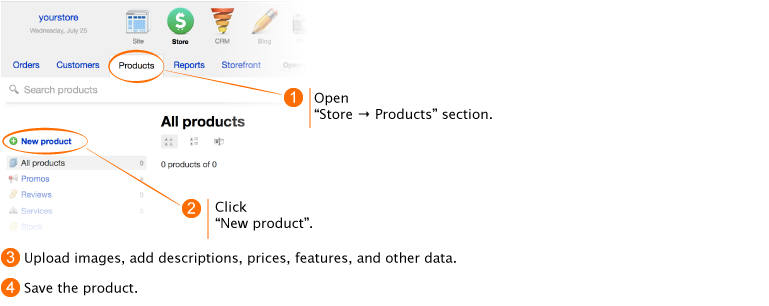 yourstore
Wednesday, July 25
Site
Store
CRM
Blog
Orders Customers Products Reports Storefront
Search products
1 Open
“Store → Products” section.
All products
New product
0 products of 0
All products 0
Promos
Reviews 0
Services 0
Stock
2 Click
“New product”.
3 Upload images, add descriptions, prices, features, and other data.
4 Save the product.